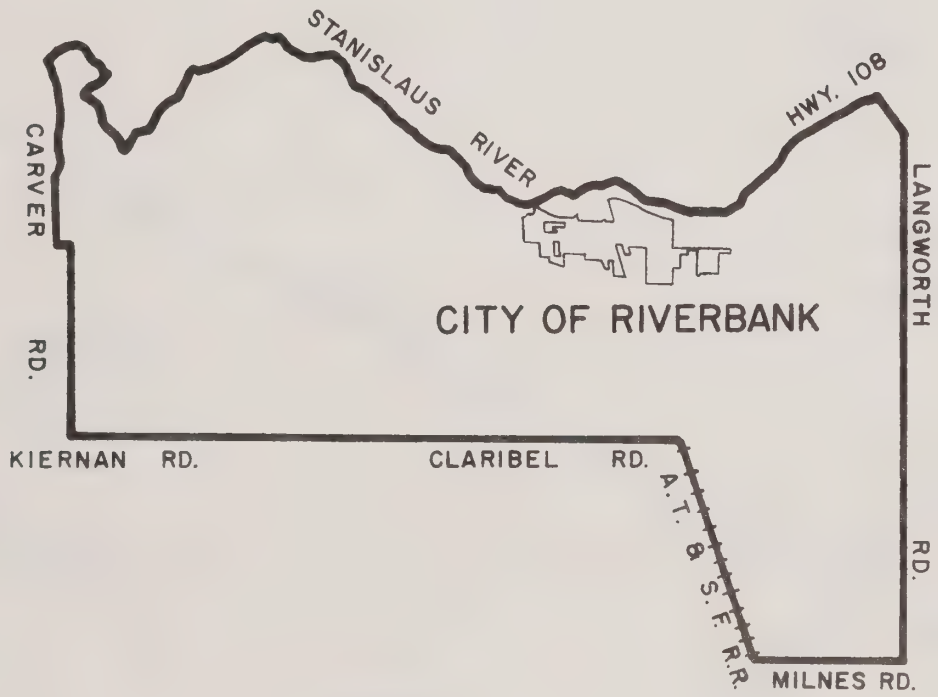 STANISLAUS RIVER
HWY. 108
CARVER RD.
LANGWORTH RD.
CITY OF RIVERBANK
KIERNAN RD.
CLARIBEL RD.
A.T. & S.F. R.R.
MILNES RD.